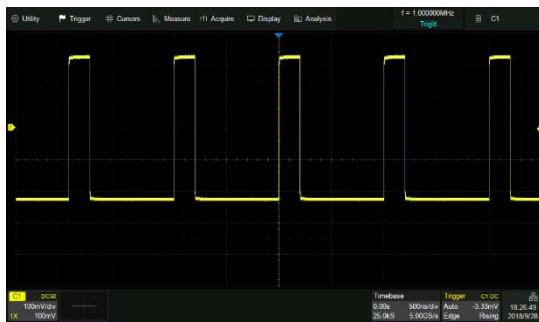 Utility Trigger Cursors Measure Acquire Display Analysis f = 1.000000MHz C1
Trig'd
C1 DC50 Timebase Trigger C1 DC
100mV/div 0.00s 500ns/div Auto -3.33mV 18:26:49
1X 100mV 25.0kS 5.00GS/s Edge Rising 2018/9/28